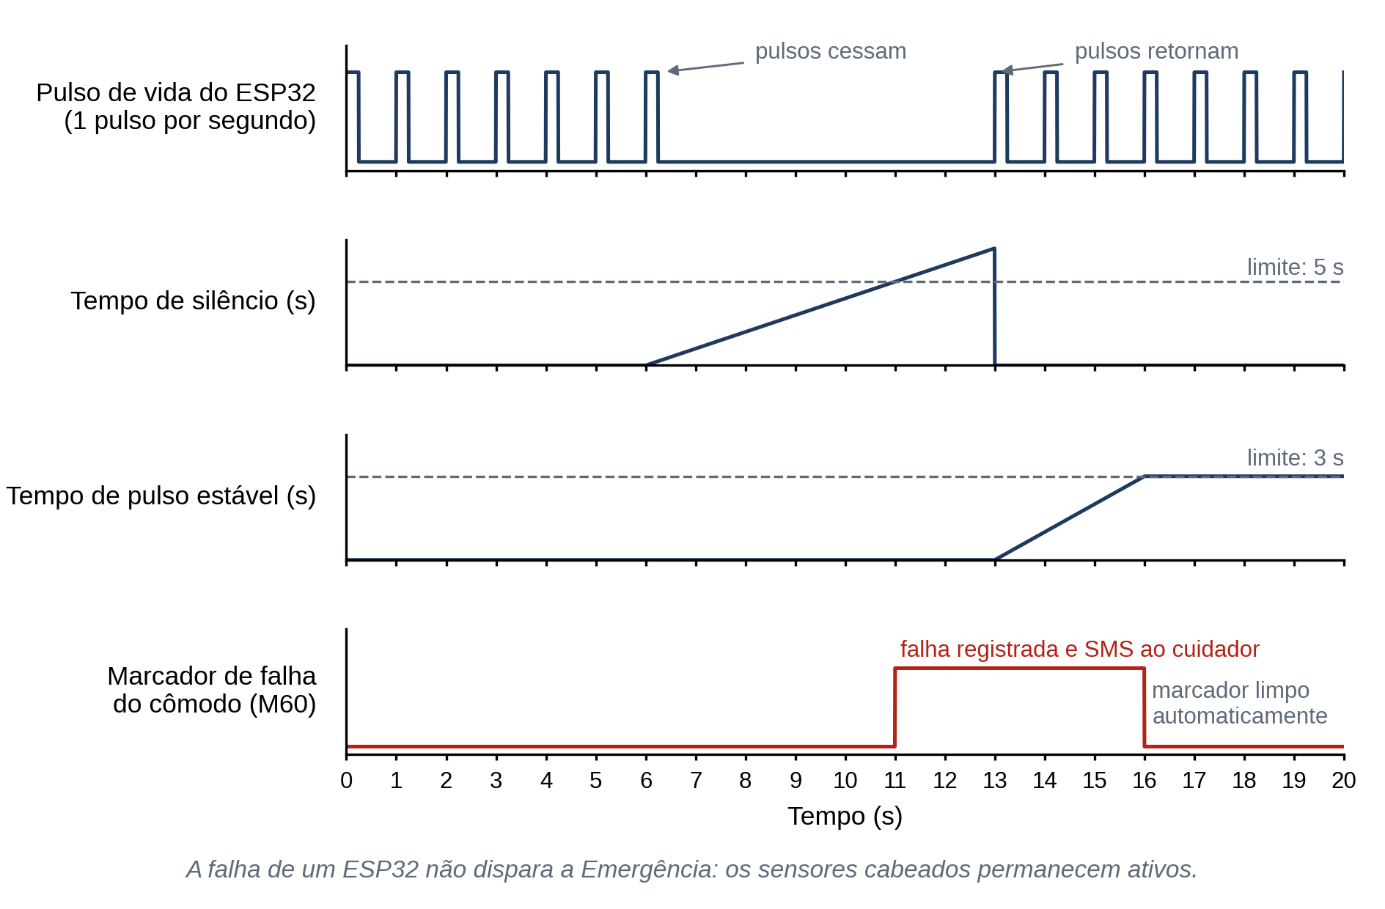 pulsos cessam
pulsos retornam
Pulso de vida do ESP32
(1 pulso por segundo)
limite: 5 s
Tempo de silêncio (s)
limite: 3 s
Tempo de pulso estável (s)
falha registrada e SMS ao cuidador
Marcador de falha
do cômodo (M60)
marcador limpo
automaticamente
0 1 2 3 4 5 6 7 8 9 10 11 12 13 14 15 16 17 18 19 20
Tempo (s)
A falha de um ESP32 não dispara a Emergência: os sensores cabeados permanecem ativos.